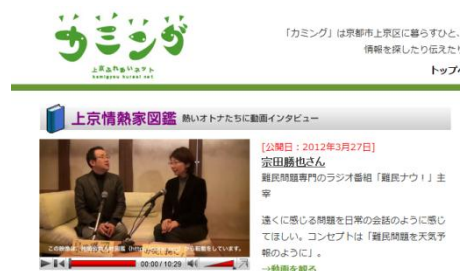 カミング
上京ふれあいネット
kamigyou hureai net
「カミング」は京都市上京区に暮らすひと、
情報を探したり伝えたり
トップ
上京情熱家図鑑 熱いオトナたちに動画インタビュー
[公開日:2012年3月27日]
宗田勝也さん
難民問題専門のラジオ番組「難民ナウ!」主
宰
遠くに感じる問題を日常の会話のように感じ
てほしい。コンセプトは「難民問題を天気予
報のように」。
→動画を観る
00:00/10:29